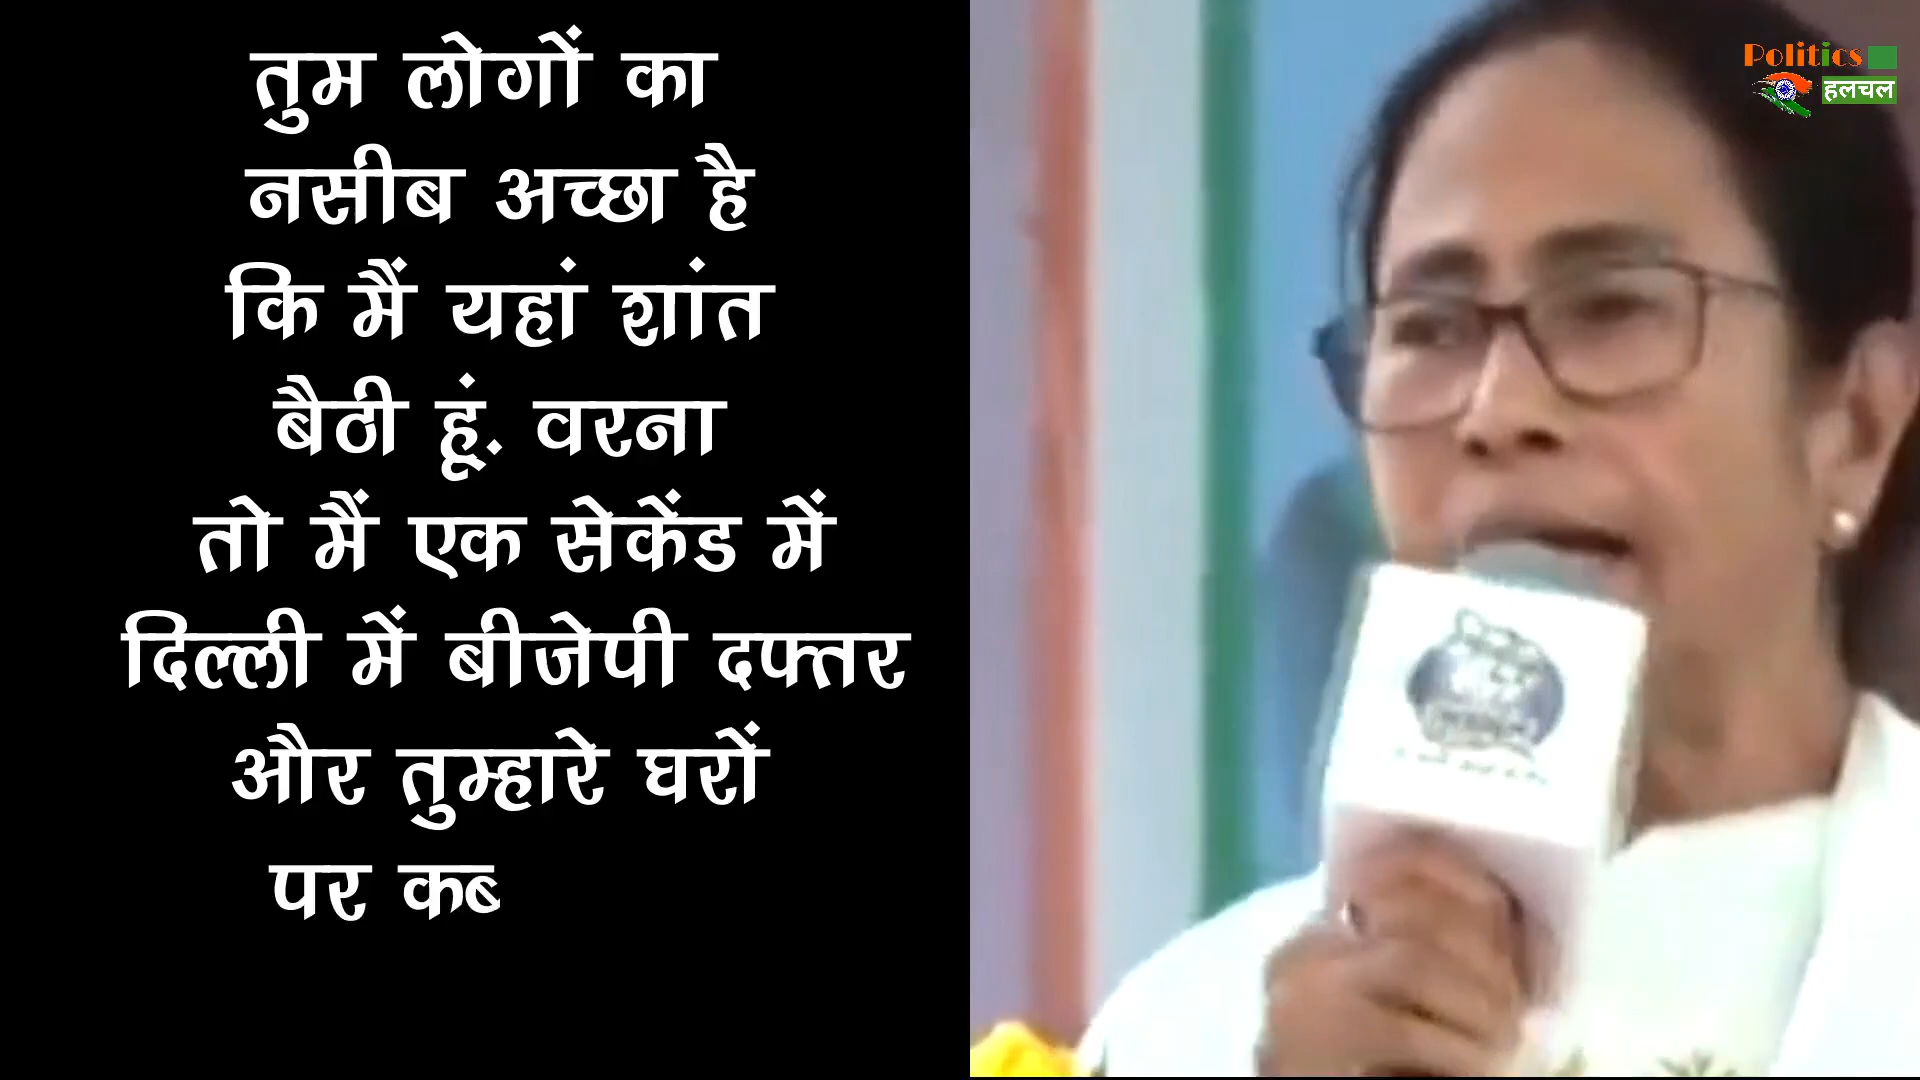 तुम लोगों का
नसीब अच्छा है
कि मैं यहां शांत
बैठी हूं. वरना
तो मैं एक सेकेंड में
दिल्ली में बीजेपी दफ्तर
और तुम्हारे घरों
पर कब
Politics
हलचल